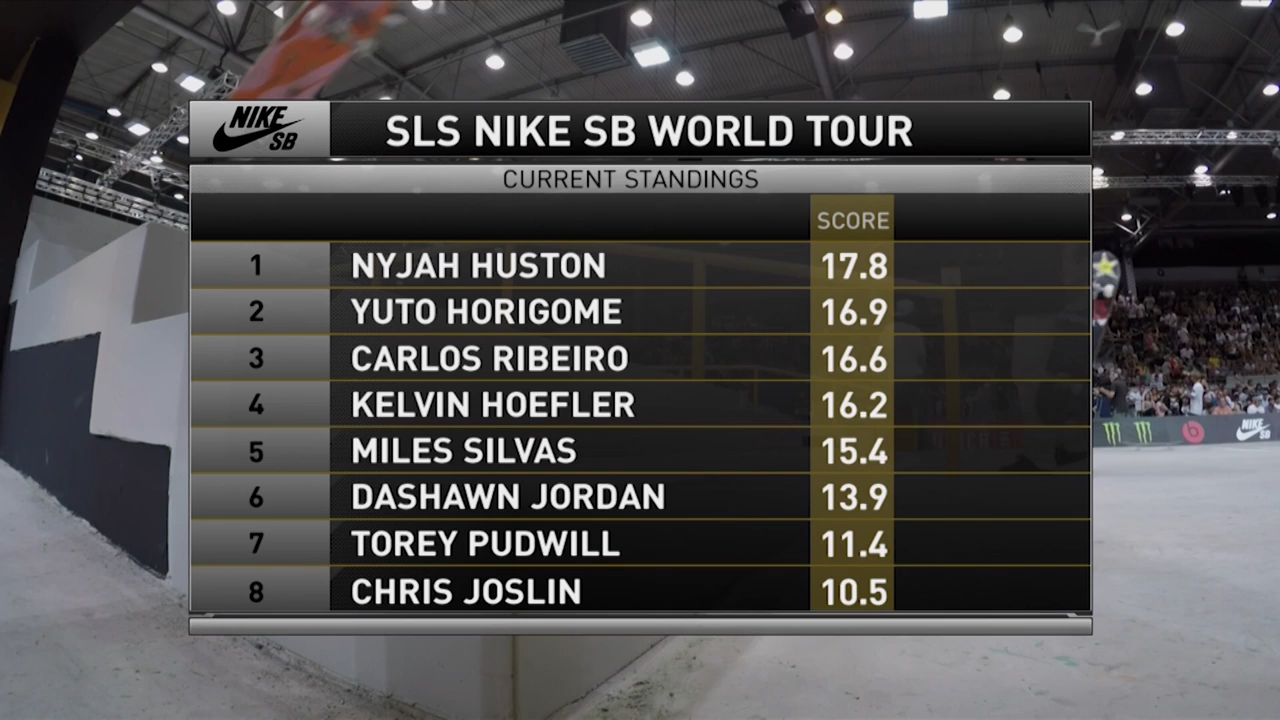 NIKE SB
SLS NIKE SB WORLD TOUR
CURRENT STANDINGS
SCORE
1 NYJAH HUSTON 17.8
2 YUTO HORIGOME 16.9
3 CARLOS RIBEIRO 16.6
4 KELVIN HOEFLER 16.2
5 MILES SILVAS 15.4
6 DASHAWN JORDAN 13.9
7 TOREY PUDWILL 11.4
8 CHRIS JOSLIN 10.5
NIKE SB